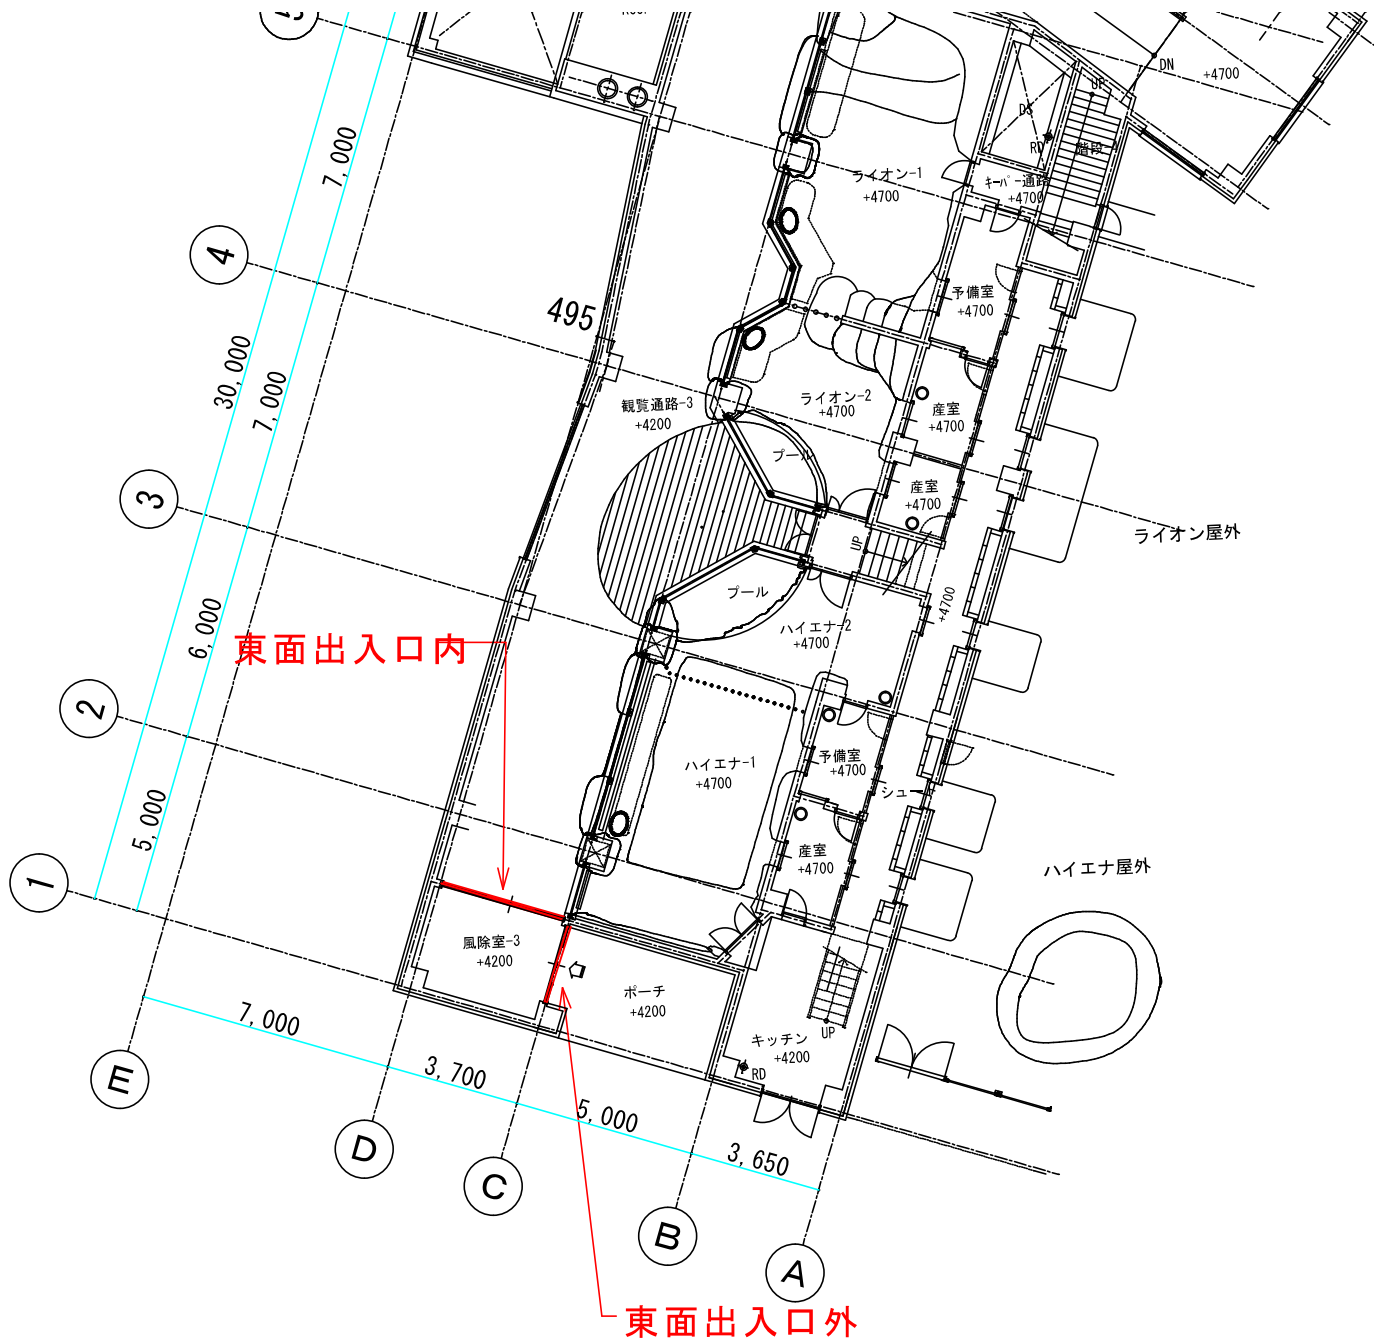 DN
+4700
UP
DS
RD
階段
ライオン-1
+4700
キーパー通路
+4700
7,000
4
予備室
+4700
495
30,000
7,000
観覧通路-3
+4200
ライオン-2
+4700
産室
+4700
プール
3
産室
+4700
ライオン屋外
UP
プール
+4700
6,000
ハイエナ-2
+4700
東面出入口内
2
ハイエナ-1
+4700
予備室
+4700
シュー
5,000
産室
+4700
ハイエナ屋外
1
風除室-3
+4200
ポーチ
+4200
キッチン
+4200
UP
RD
7,000
3,700
5,000
3,650
E
D
C
B
A
東面出入口外